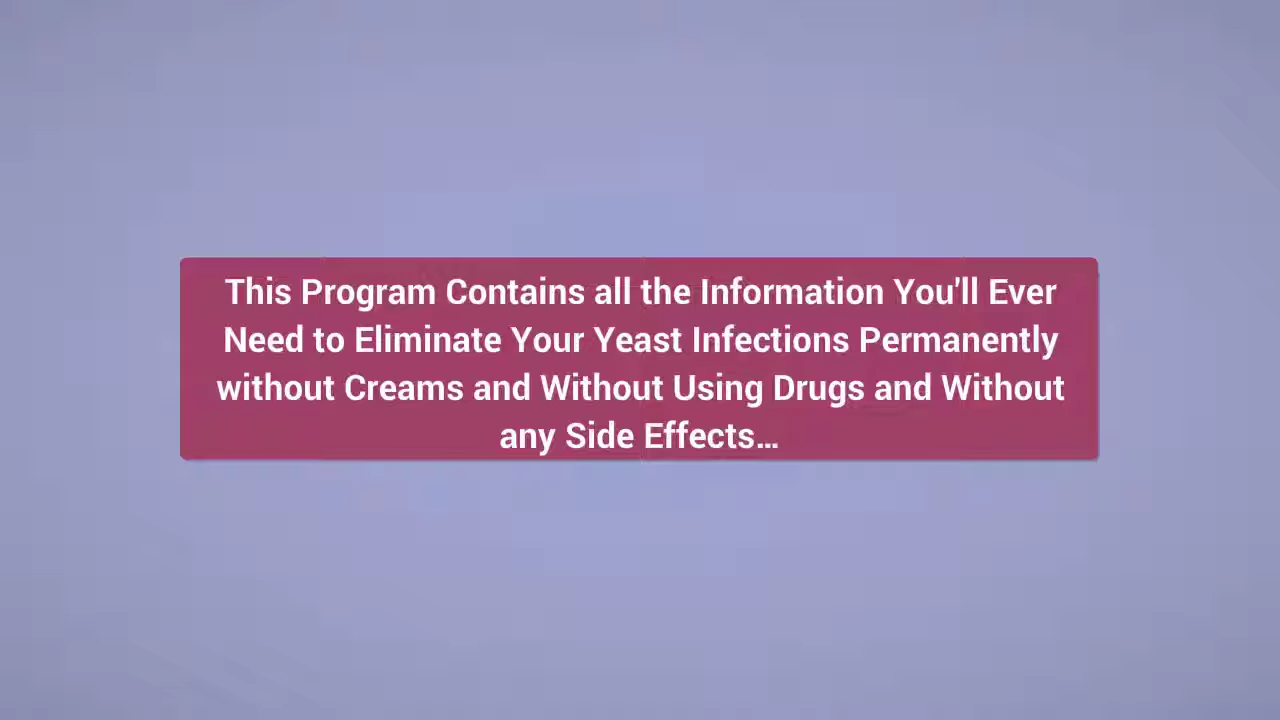 This Program Contains all the Information You'll Ever
Need to Eliminate Your Yeast Infections Permanently
without Creams and Without Using Drugs and Without
any Side Effects…